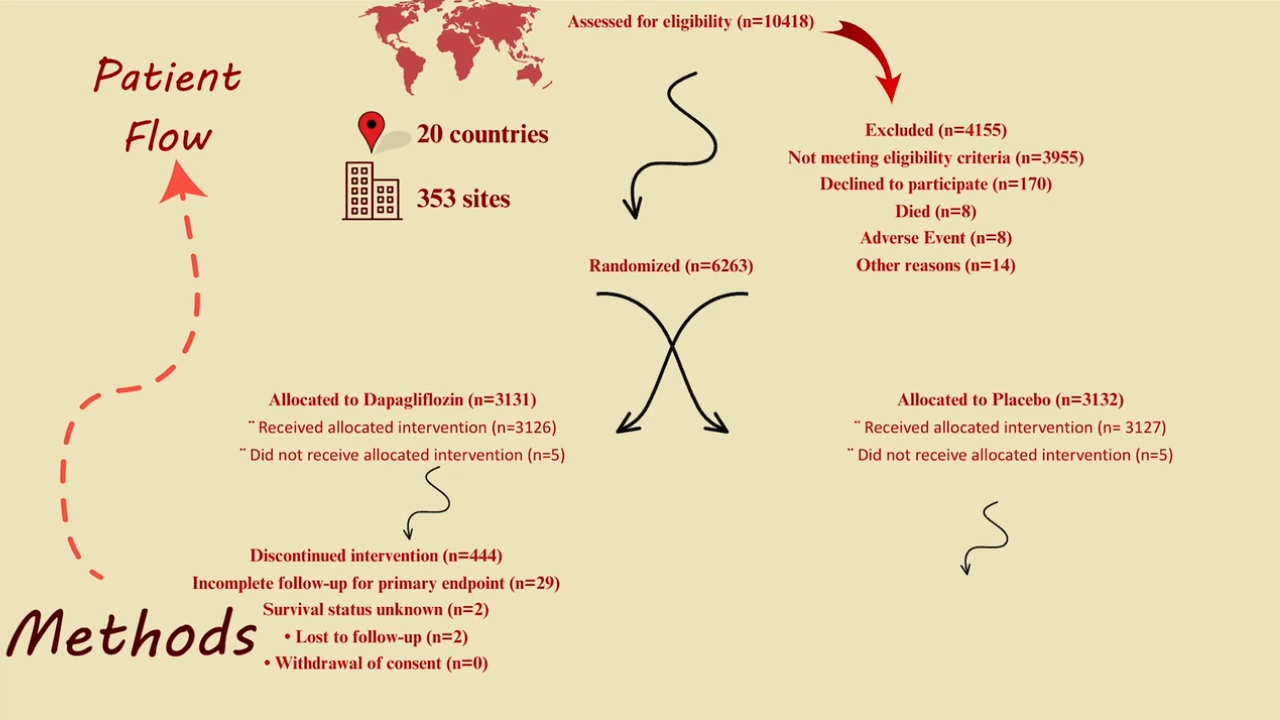 Assessed for eligibility (n=10418)
Patient
Flow
20 countries
353 sites
Excluded (n=4155)
Not meeting eligibility criteria (n=3955)
Declined to participate (n=170)
Died (n=8)
Adverse Event (n=8)
Other reasons (n=14)
Randomized (n=6263)
Allocated to Dapagliflozin (n=3131)
¨ Received allocated intervention (n=3126)
¨ Did not receive allocated intervention (n=5)
Allocated to Placebo (n=3132)
¨ Received allocated intervention (n= 3127)
¨ Did not receive allocated intervention (n=5)
Discontinued intervention (n=444)
Incomplete follow-up for primary endpoint (n=29)
Survival status unknown (n=2)
• Lost to follow-up (n=2)
• Withdrawal of consent (n=0)
Methods